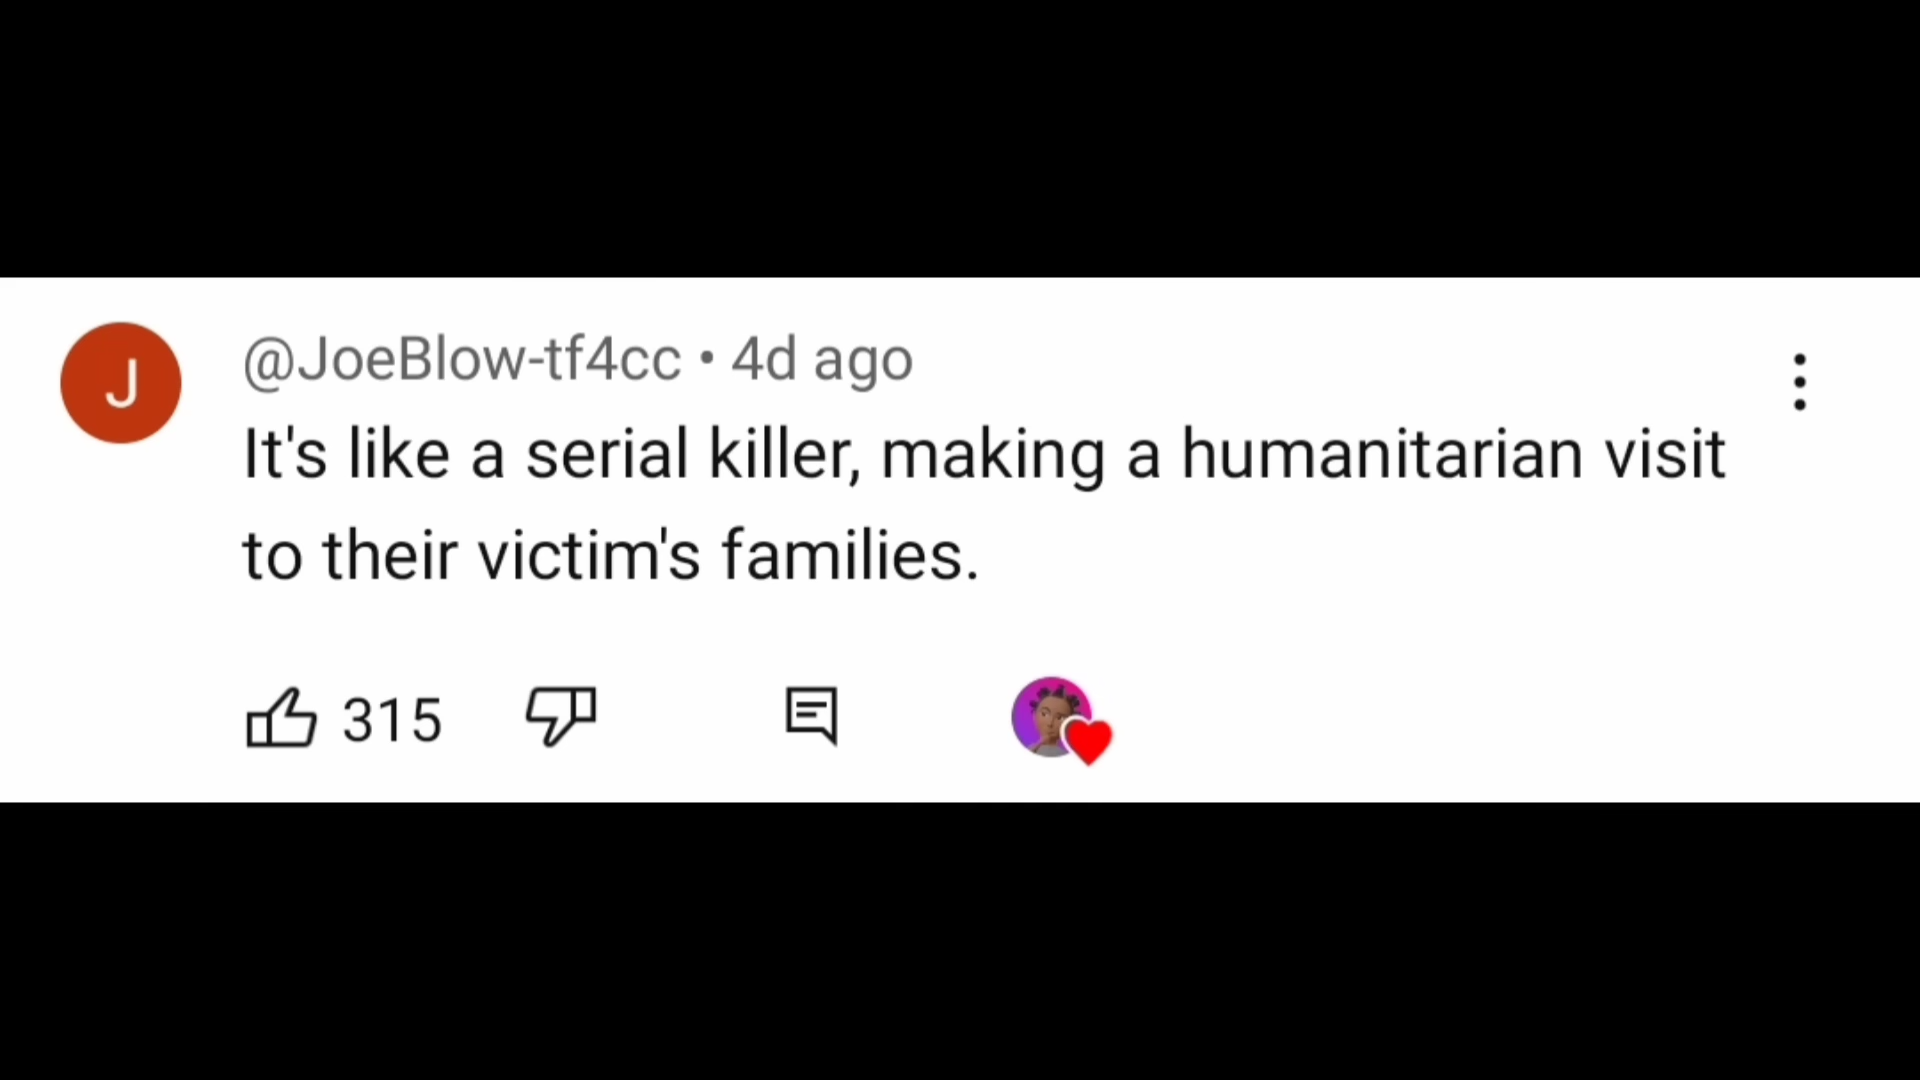 J
@JoeBlow-tf4cc • 4d ago
It's like a serial killer, making a humanitarian visit
to their victim's families.
315